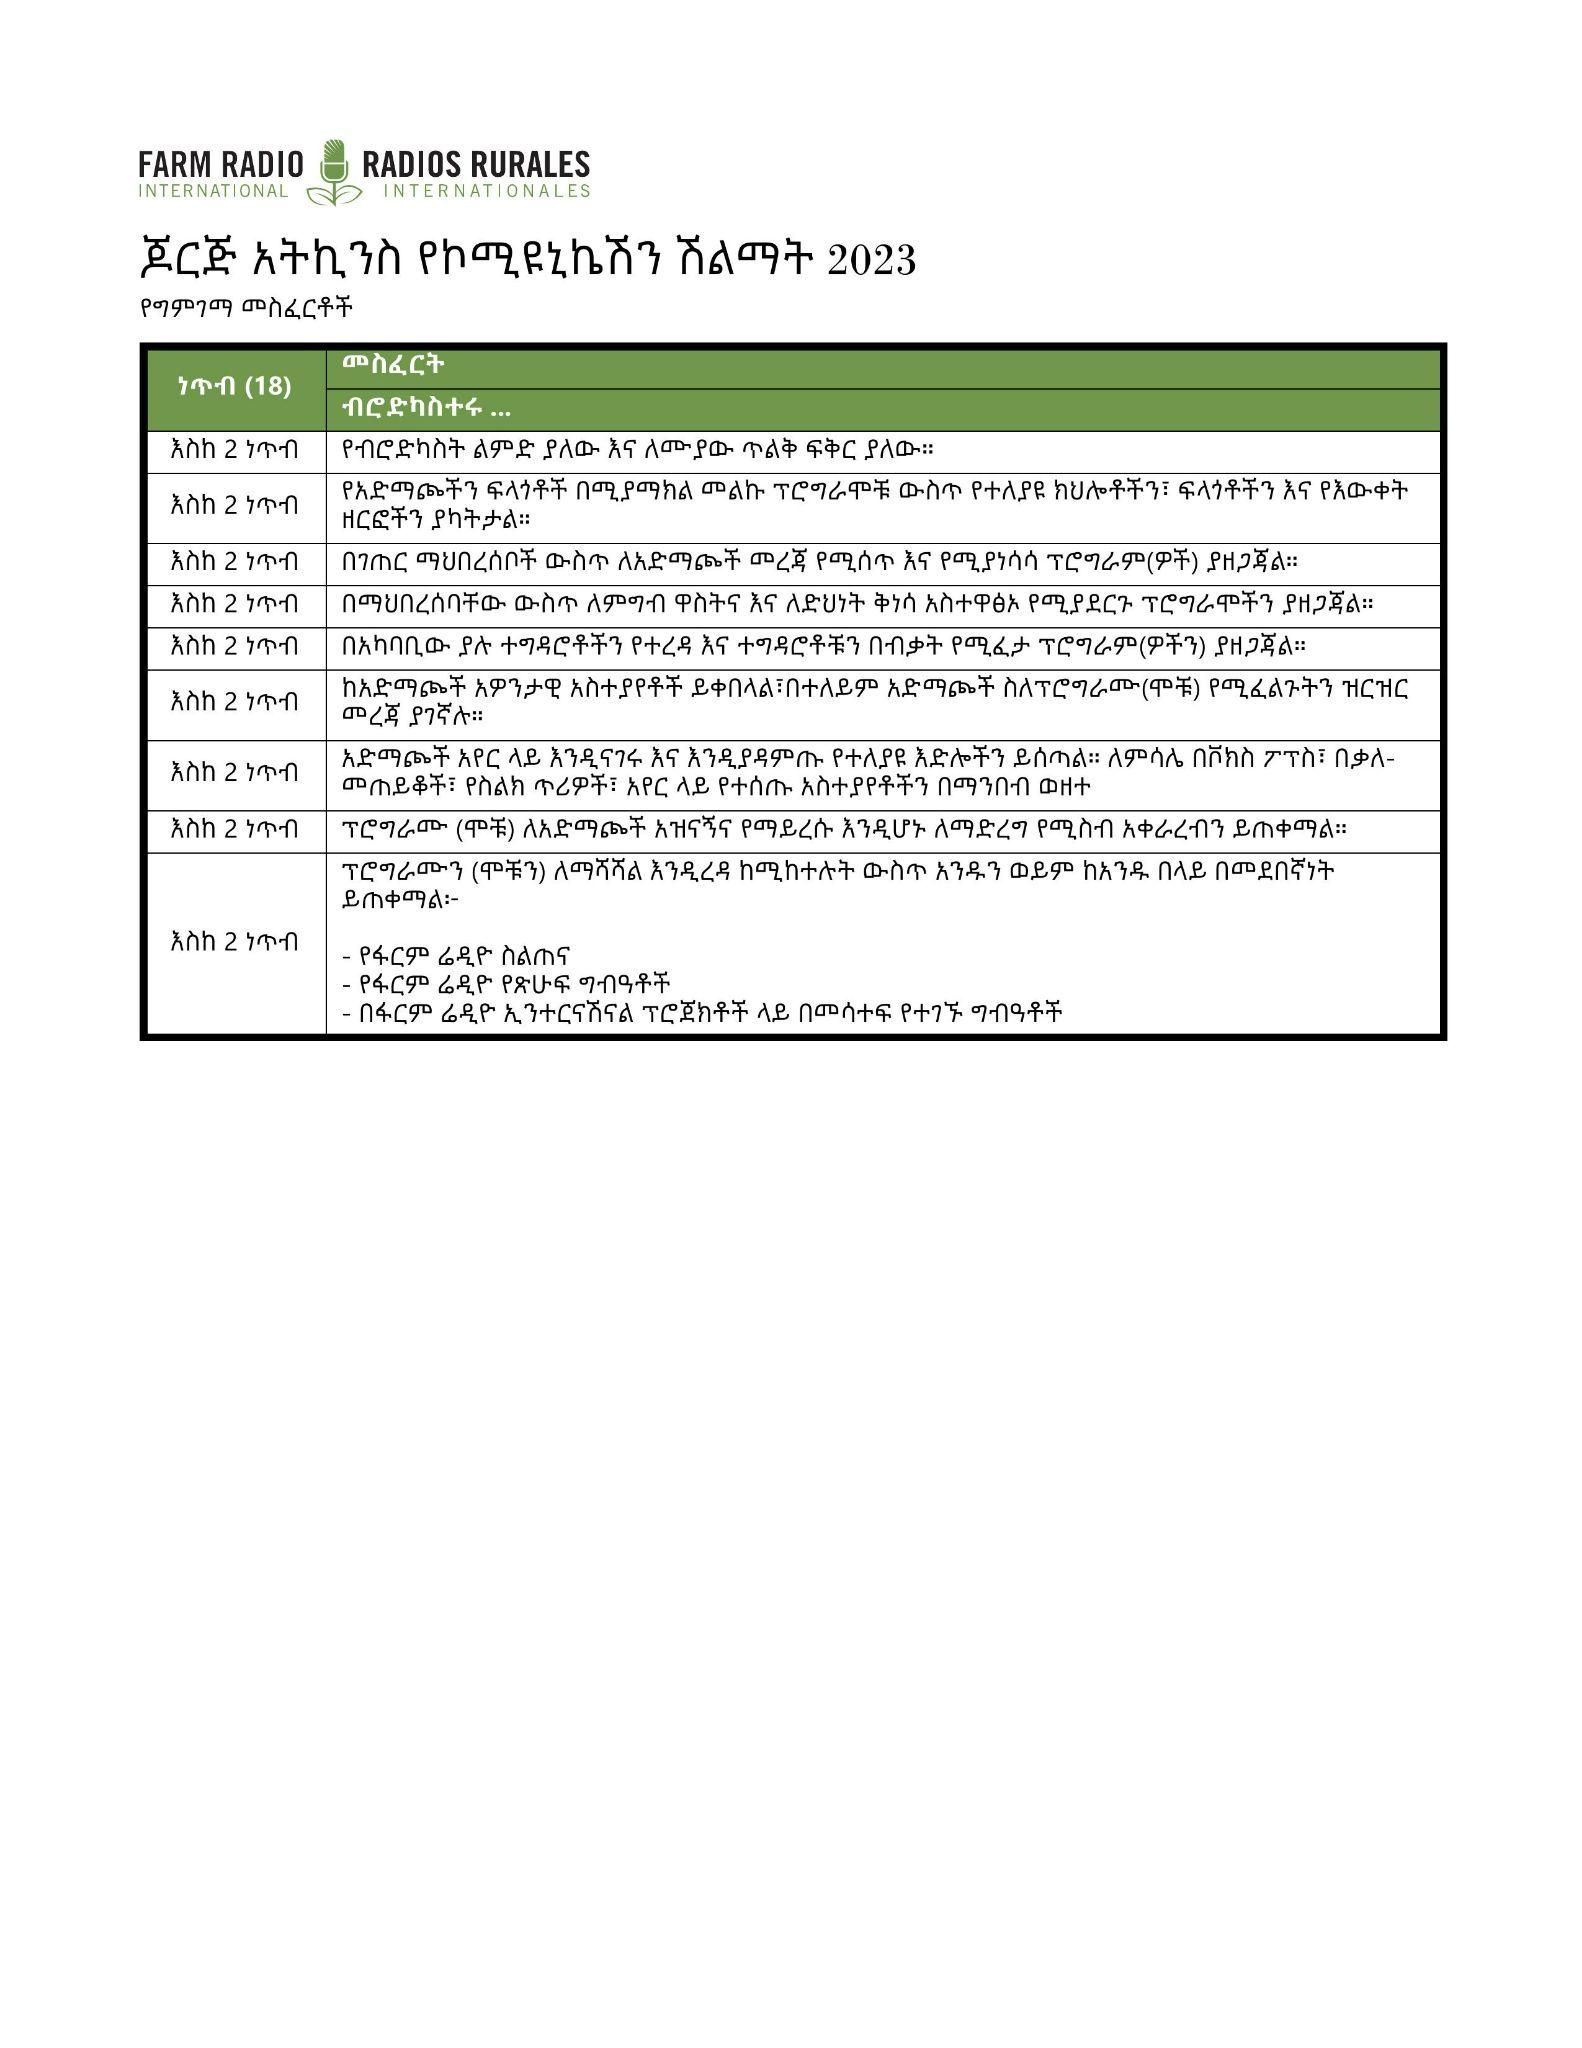 FARM RADIO RADIOS RURALES
INTERNATIONAL INTERNATIONALES
ጆርጅ አትኪንስ የኮሚዩኒኬሽን ሽልማት 2023
የግምገማ መስፈርቶች
ነጥብ (18)
መስፈርት
ብሮድካስተሩ ...
እስከ 2 ነጥብ
የብሮድካስት ልምድ ያለው እና ለሙያው ጥልቅ ፍቅር ያለው።
እስከ 2 ነጥብ
የአድማጮችን ፍላጎቶች በሚያማክል መልኩ ፕሮግራሞቹ ውስጥ የተለያዩ ክህሎቶችን፣ ፍላጎቶችን እና የእውቀት
ዘርፎችን ያካትታል።
እስከ 2 ነጥብ
በገጠር ማህበረሰቦች ውስጥ ለአድማጮች መረጃ የሚሰጥ እና የሚያነሳሳ ፕሮግራም(ዎች) ያዘጋጃል።
እስከ 2 ነጥብ
በማህበረሰባቸው ውስጥ ለምግብ ዋስትና እና ለድህነት ቅነሳ አስተዋፅኦ የሚያደርጉ ፕሮግራሞችን ያዘጋጃል።
እስከ 2 ነጥብ
በአካባቢው ያሉ ተግዳሮቶችን የተረዳ እና ተግዳሮቶቹን በብቃት የሚፈታ ፕሮግራም(ዎችን) ያዘጋጃል።
እስከ 2 ነጥብ
ከአድማጮች አዎንታዊ አስተያየቶች ይቀበላል፣በተለይም አድማጮች ስለፕሮግራሙ(ሞቹ) የሚፈልጉትን ዝርዝር
መረጃ ያገኛሉ።
እስከ 2 ነጥብ
አድማጮች አየር ላይ እንዲናገሩ እና እንዲያዳምጡ የተለያዩ እድሎችን ይሰጣል። ለምሳሌ በቮክስ ፖፕስ፣ በቃለ-
መጠይቆች፣ የስልክ ጥሪዎች፣ አየር ላይ የተሰጡ አስተያየቶችን በማንበብ ወዘተ
እስከ 2 ነጥብ
ፕሮግራሙ (ሞቹ) ለአድማጮች አዝናኝና የማይረሱ እንዲሆኑ ለማድረግ የሚስብ አቀራረብን ይጠቀማል።
እስከ 2 ነጥብ
ፕሮግራሙን (ሞቹን) ለማሻሻል እንዲረዳ ከሚከተሉት ውስጥ አንዱን ወይም ከአንዱ በላይ በመደበኛነት
ይጠቀማል፡-
- የፋርም ሬዲዮ ስልጠና
- የፋርም ሬዲዮ የጽሁፍ ግብዓቶች
- በፋርም ሬዲዮ ኢንተርናሽናል ፕሮጀክቶች ላይ በመሳተፍ የተገኙ ግብዓቶች